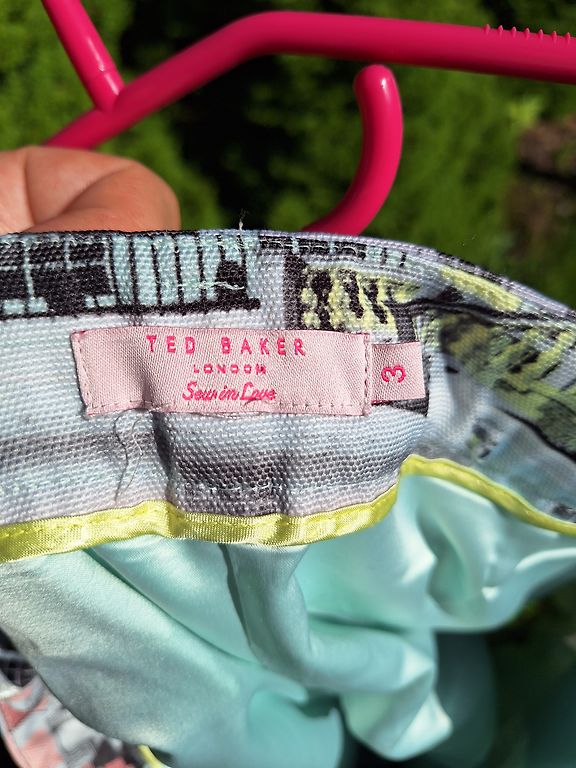 TED BAKER
LONDON
Sew in Love
3